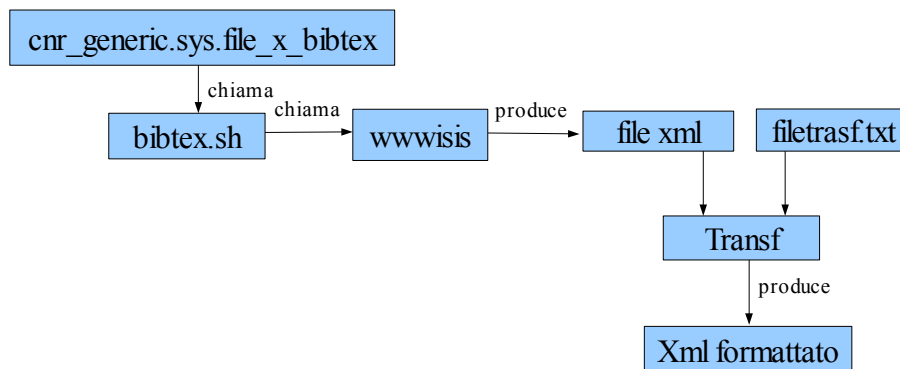 cnr_generic.sys.file_x_bibtex
chiama
chiama
produce
bibtex.sh
wwwisis
file xml
filetrasf.txt
Transf
produce
Xml formattato